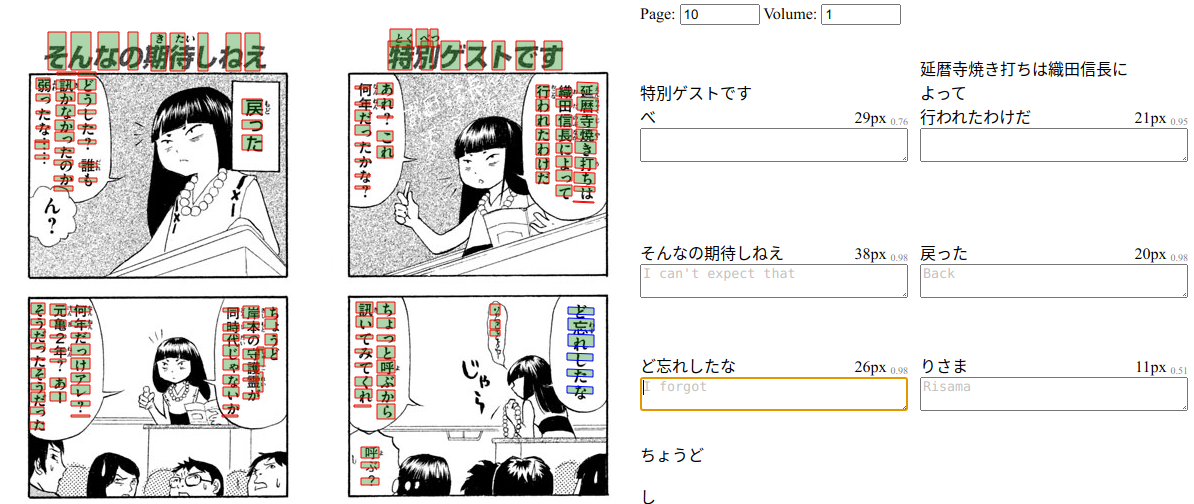 特別ゲストです
とく べつ
延暦寺焼き打ちは
織田信長によって
行われたわけだ
あれ?これ
何年だったかな?
ど忘れしたな
じゃら
ちょっと呼ぶから
訊いてみてくれ
呼ぶ?
そんなの期待しねえ
き たい
戻った
もど
どうした?誰も
訊かなかったのか
弱ったな……
ん?
ちょうど
岸本の守護霊が
同時代じゃないか
何年だっけアレ?
元亀2年?あー
そうだったそうだった
Page: 10 Volume: 1
特別ゲストです
べ 29px 0.76
延暦寺焼き打ちは織田信長に
よって
行われたわけだ 21px 0.95
そんなの期待しねえ 38px 0.98
I can't expect that
戻った 20px 0.98
Back
ど忘れしたな 26px 0.98
I forgot
りさま 11px 0.51
Risama
ちょうど
し